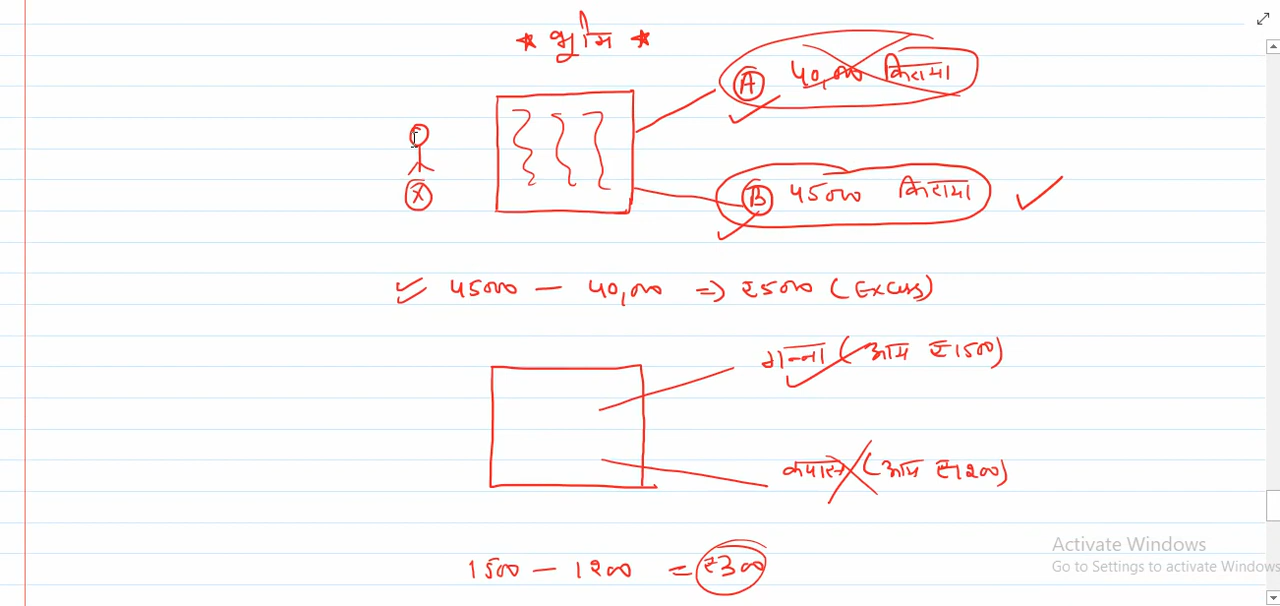 * भूमि *
(A) 40,000 किराया
(X)
(B) 45000 किराया
45000 - 40,000 => ₹5000 (Excess)
गन्ना (आय ₹1500)
कपास (आय ₹1200)
1500 - 1200 = ₹300
Activate Windows
Go to Settings to activate Windows